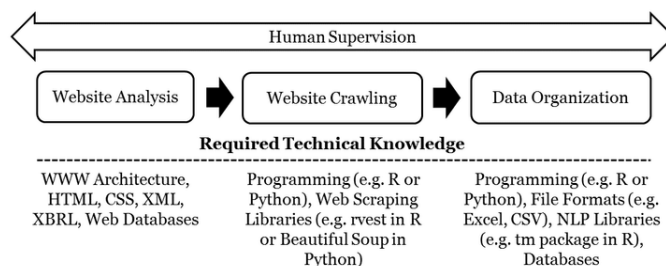 Human Supervision
Website Analysis
Website Crawling
Data Organization
Required Technical Knowledge
WWW Architecture,
HTML, CSS, XML,
XBRL, Web Databases
Programming (e.g. R or
Python), Web Scraping
Libraries (e.g. rvest in R
or Beautiful Soup in
Python)
Programming (e.g. R or
Python), File Formats (e.g.
Excel, CSV), NLP Libraries
(e.g. tm package in R),
Databases